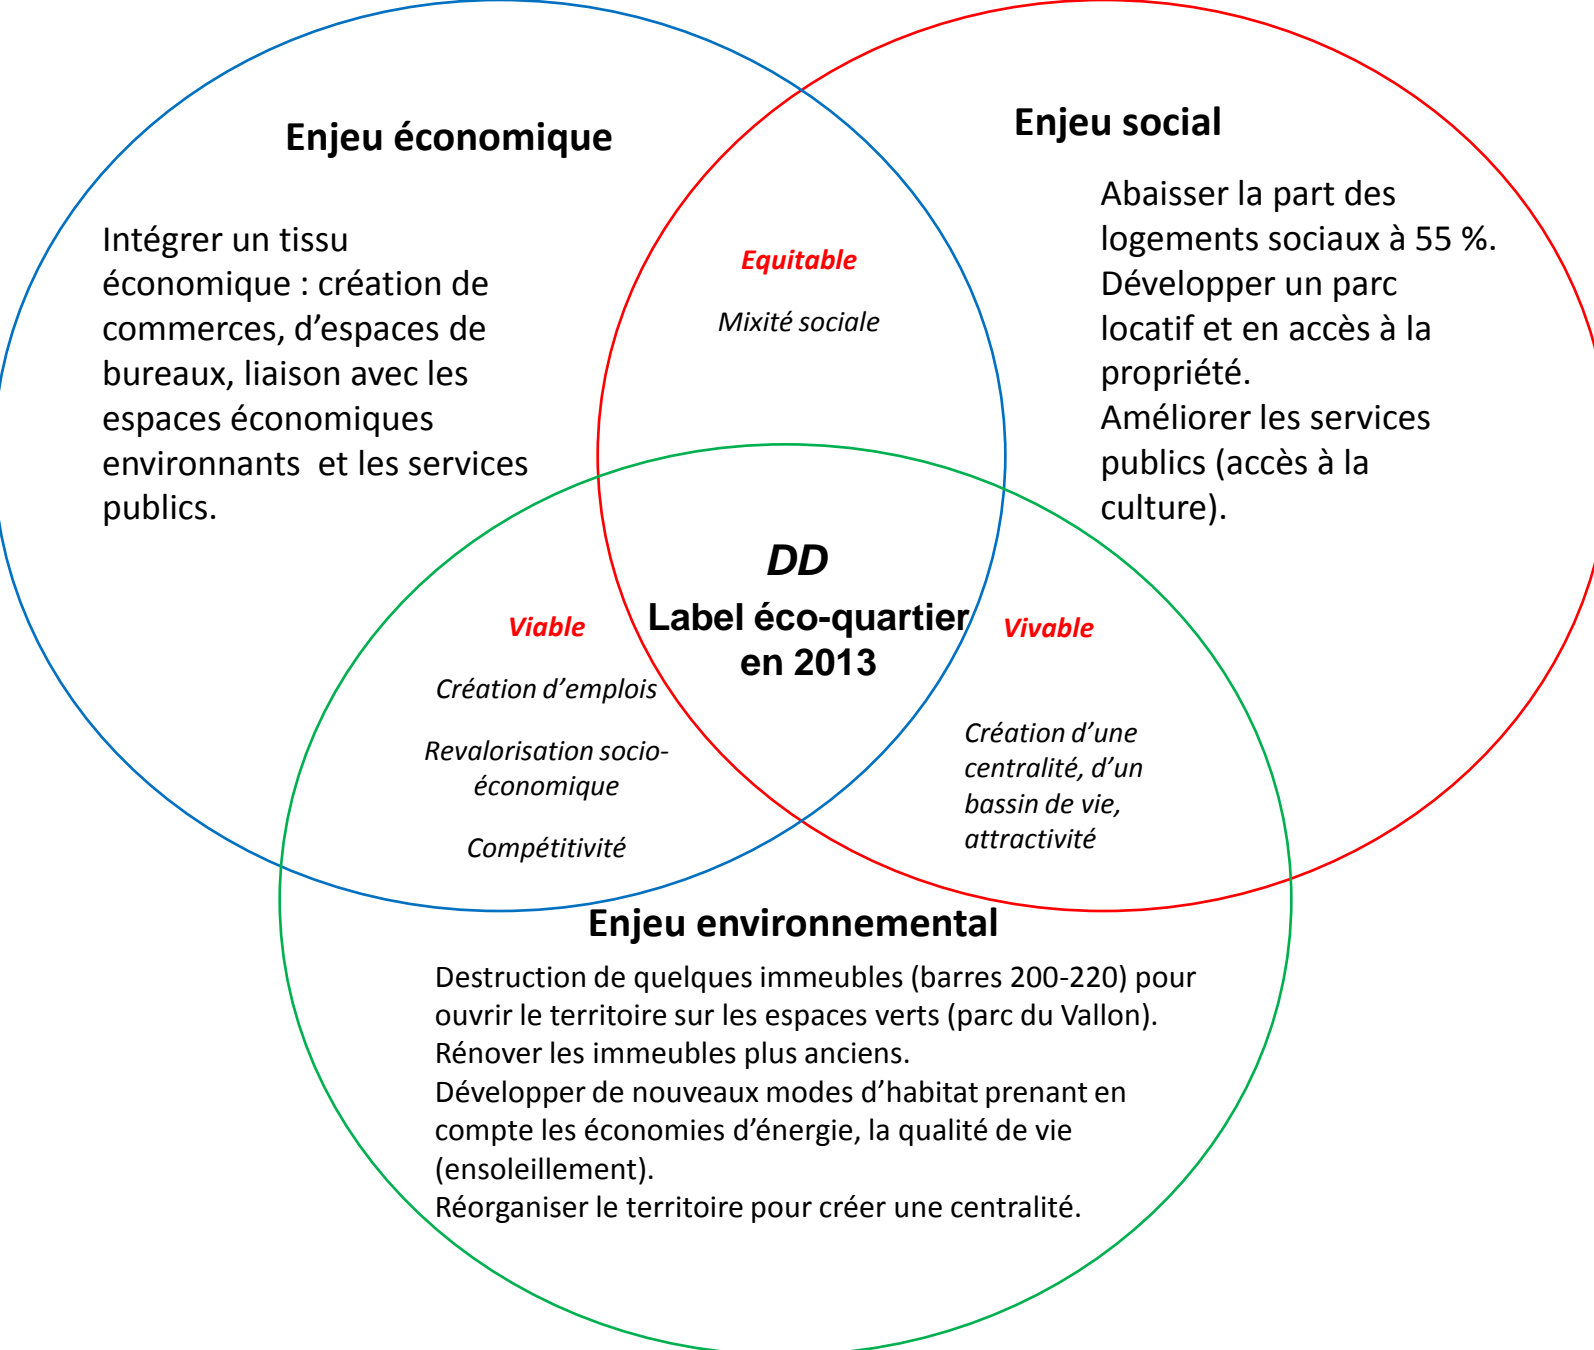 Enjeu économique
Intégrer un tissu
économique : création de
commerces, d’espaces de
bureaux, liaison avec les
espaces économiques
environnants  et les services
publics.
Enjeu social
Abaisser la part des
logements sociaux à 55 %.
Développer un parc
locatif et en accès à la
propriété.
Améliorer les services
publics (accès à la
culture).
Equitable
Mixité sociale
DD
Label éco-quartier
en 2013
Viable
Création d’emplois
Revalorisation socio-
économique
Compétitivité
Vivable
Création d’une
centralité, d’un
bassin de vie,
attractivité
Enjeu environnemental
Destruction de quelques immeubles (barres 200-220) pour
ouvrir le territoire sur les espaces verts (parc du Vallon).
Rénover les immeubles plus anciens.
Développer de nouveaux modes d’habitat prenant en
compte les économies d’énergie, la qualité de vie
(ensoleillement).
Réorganiser le territoire pour créer une centralité.